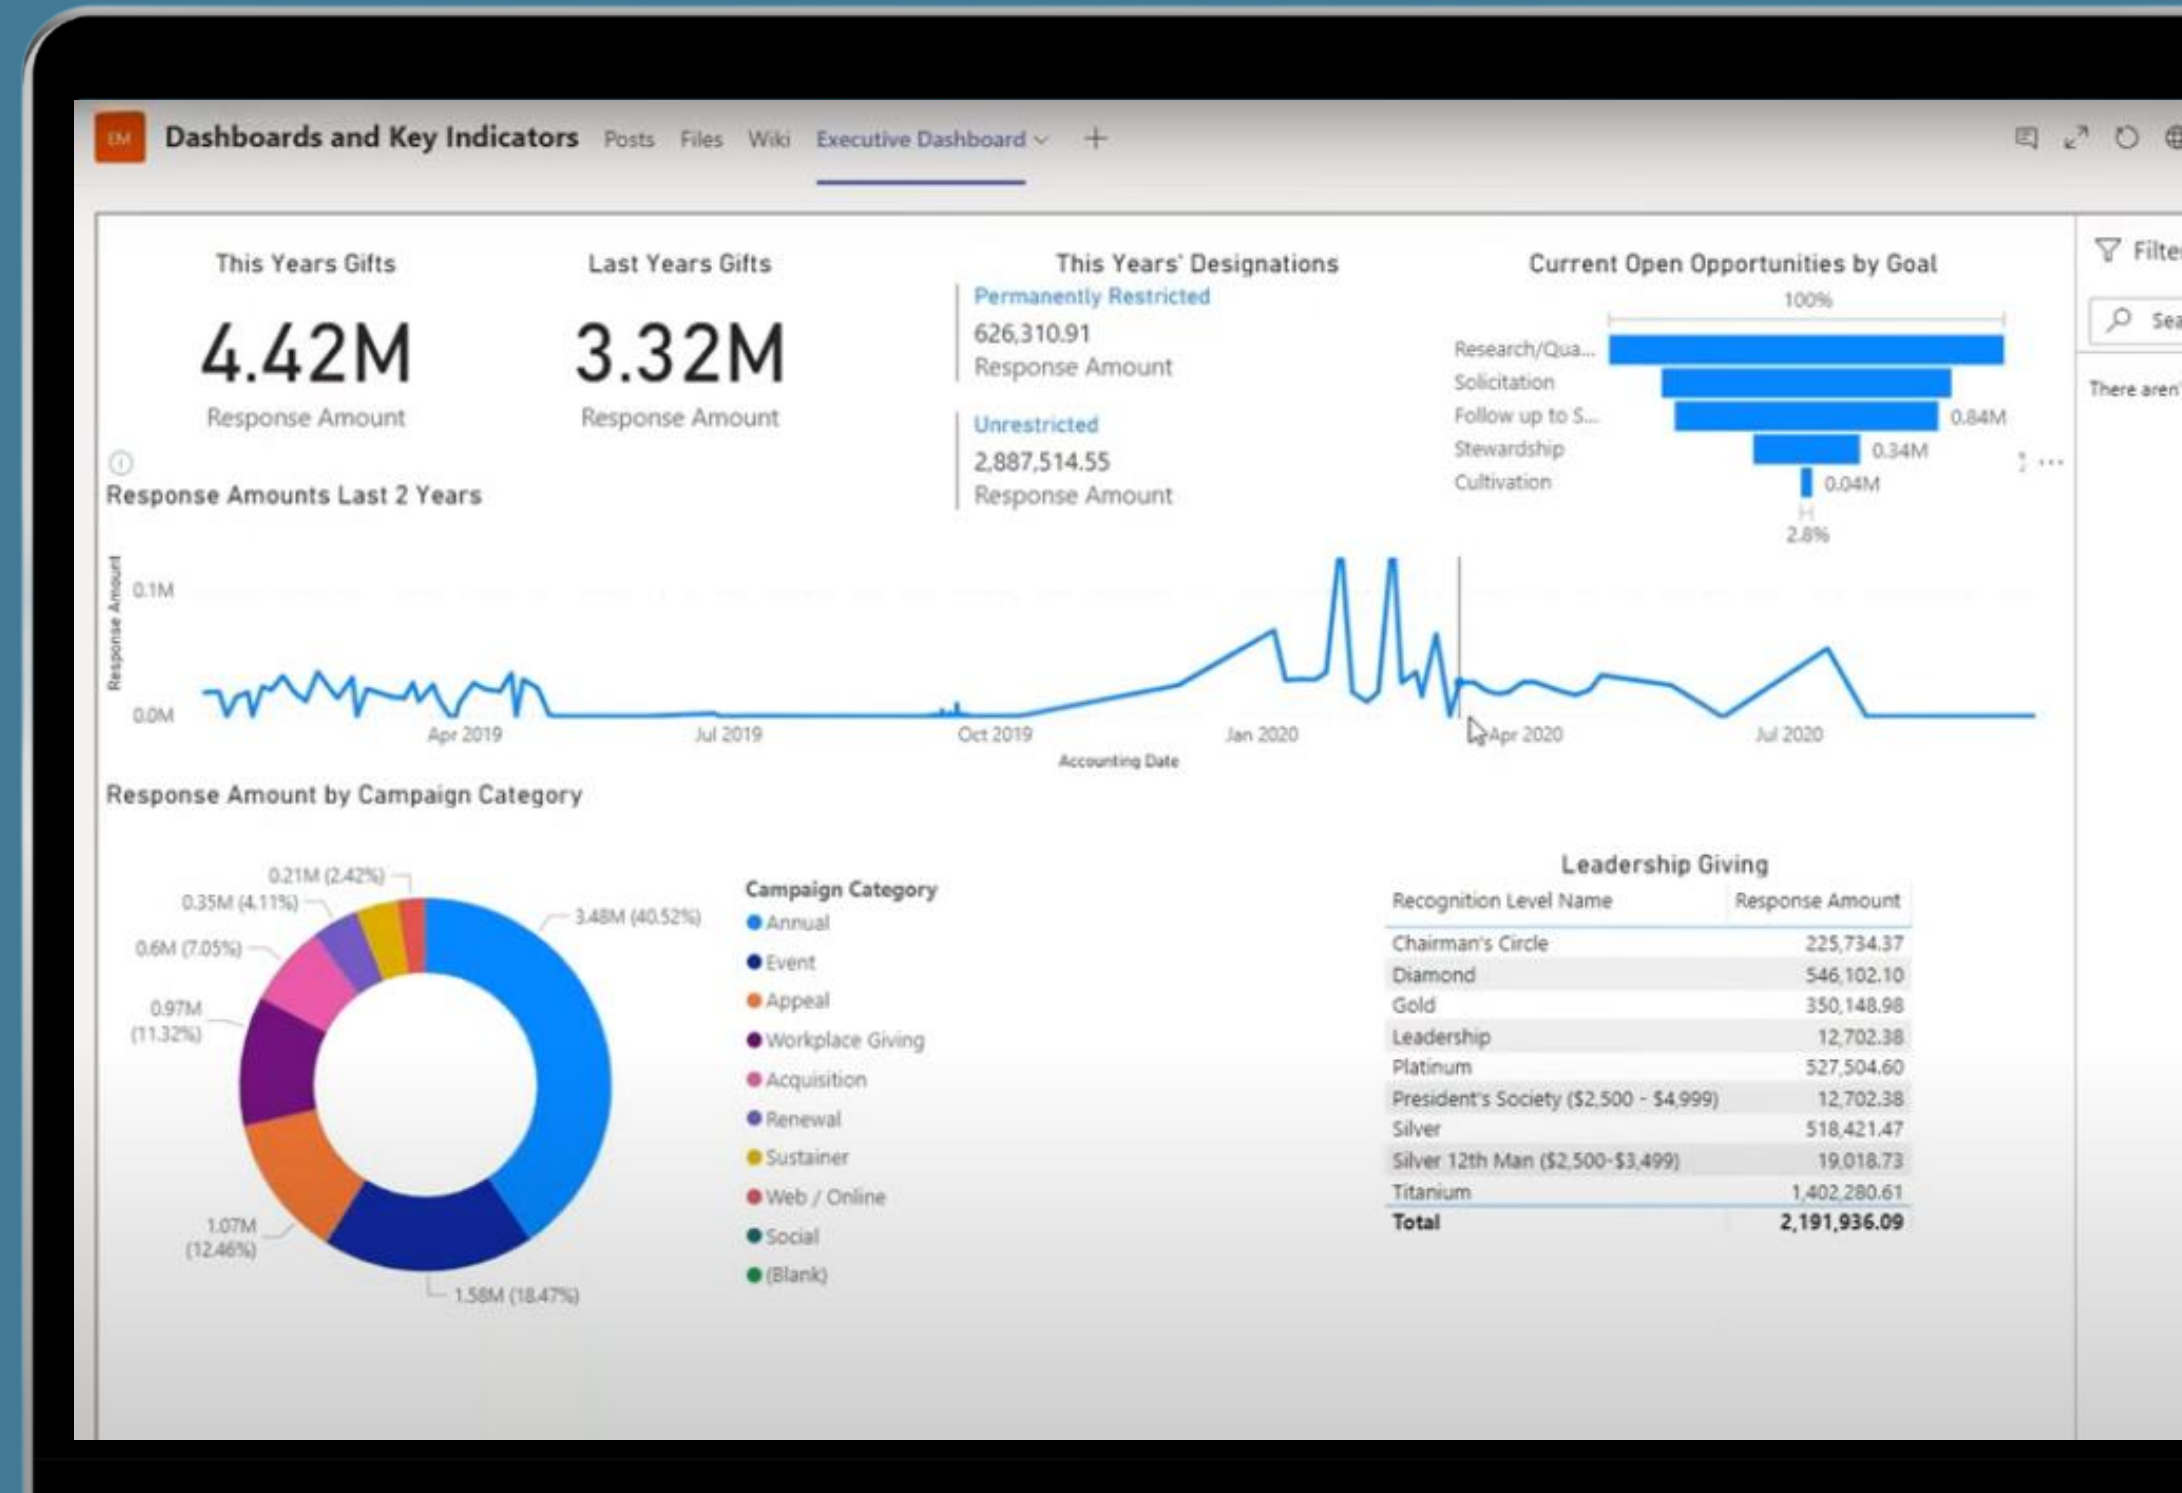 EM Dashboards and Key Indicators Posts Files Wiki Executive Dashboard
This Years Gifts
4.42M
Response Amount
Last Years Gifts
3.32M
Response Amount
This Years' Designations
Permanently Restricted
626,310.91
Response Amount
Unrestricted
2,887,514.55
Response Amount
Current Open Opportunities by Goal
100%
Research/Qua...
Solicitation
Follow up to S... 0.84M
Stewardship 0.34M
Cultivation 0.04M
2.8%
There aren't
Response Amounts Last 2 Years
Response Amount
0.1M
0.0M
Apr 2019 Jul 2019 Oct 2019 Jan 2020 Apr 2020 Jul 2020
Accounting Date
Response Amount by Campaign Category
0.21M (2.42%)
0.35M (4.11%)
0.6M (7.05%)
0.97M
(11.32%)
1.07M
(12.46%)
1.58M (18.47%)
3.48M (40.52%)
Campaign Category
Annual
Event
Appeal
Workplace Giving
Acquisition
Renewal
Sustainer
Web / Online
Social
(Blank)
Leadership Giving
Recognition Level Name Response Amount
Chairman's Circle 225,734.37
Diamond 546,102.10
Gold 350,148.98
Leadership 12,702.38
Platinum 527,504.60
President's Society ($2,500 - $4,999) 12,702.38
Silver 518,421.47
Silver 12th Man ($2,500-$3,499) 19,018.73
Titanium 1,402,280.61
Total 2,191,936.09